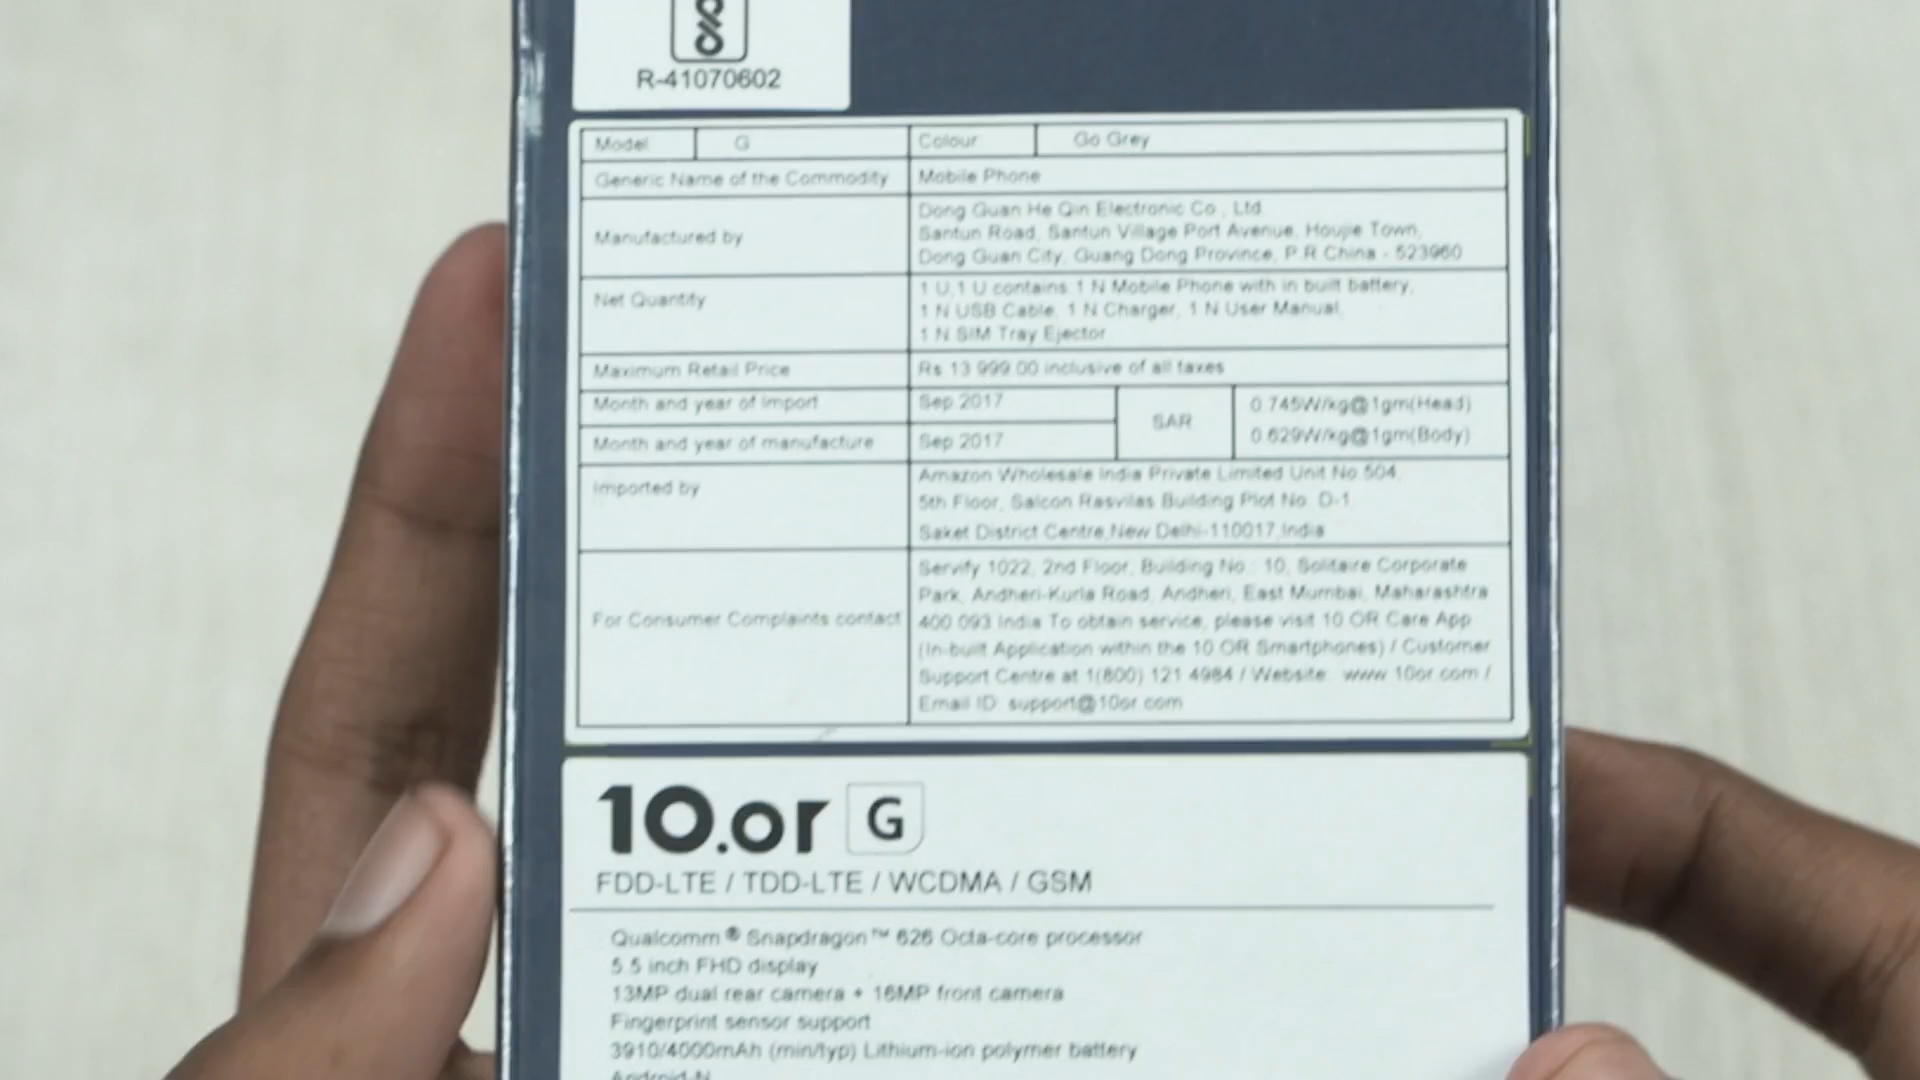 R-41070602
Model G Colour Go Grey
Generic Name of the Commodity Mobile Phone
Manufactured by
Dong Guan He Qin Electronic Co., Ltd.
Santun Road, Santun Village Port Avenue, Houjie Town,
Dong Guan City, Guang Dong Province, P.R.China - 523960
Net Quantity
1 U,1 U contains 1 N Mobile Phone with in built battery,
1 N USB Cable, 1 N Charger, 1 N User Manual,
1 N SIM Tray Ejector
Maximum Retail Price Rs.13,999.00 inclusive of all taxes
Month and year of import Sep.2017
Month and year of manufacture Sep.2017
SAR
0.745W/kg@1gm(Head)
0.629W/kg@1gm(Body)
Imported by
Amazon Wholesale India Private Limited Unit No.504,
5th Floor, Salcon Rasvilas Building Plot No. D-1
Saket District Centre,New Delhi-110017,India
For Consumer Complaints contact
Servify 1022, 2nd Floor, Building No.: 10, Solitaire Corporate
Park, Andheri-Kurla Road, Andheri, East Mumbai, Maharashtra
400 093 India To obtain service, please visit 10.OR Care App
(In-built Application within the 10.OR Smartphones) / Customer
Support Centre at 1(800) 121 4984 / Website: www.10or.com /
Email ID: support@10or.com
10.or G
FDD-LTE / TDD-LTE / WCDMA / GSM
Qualcomm® Snapdragon™ 626 Octa-core processor
5.5 inch FHD display
13MP dual rear camera + 16MP front camera
Fingerprint sensor support
3910/4000mAh (min/typ) Lithium-ion polymer battery
Android-N